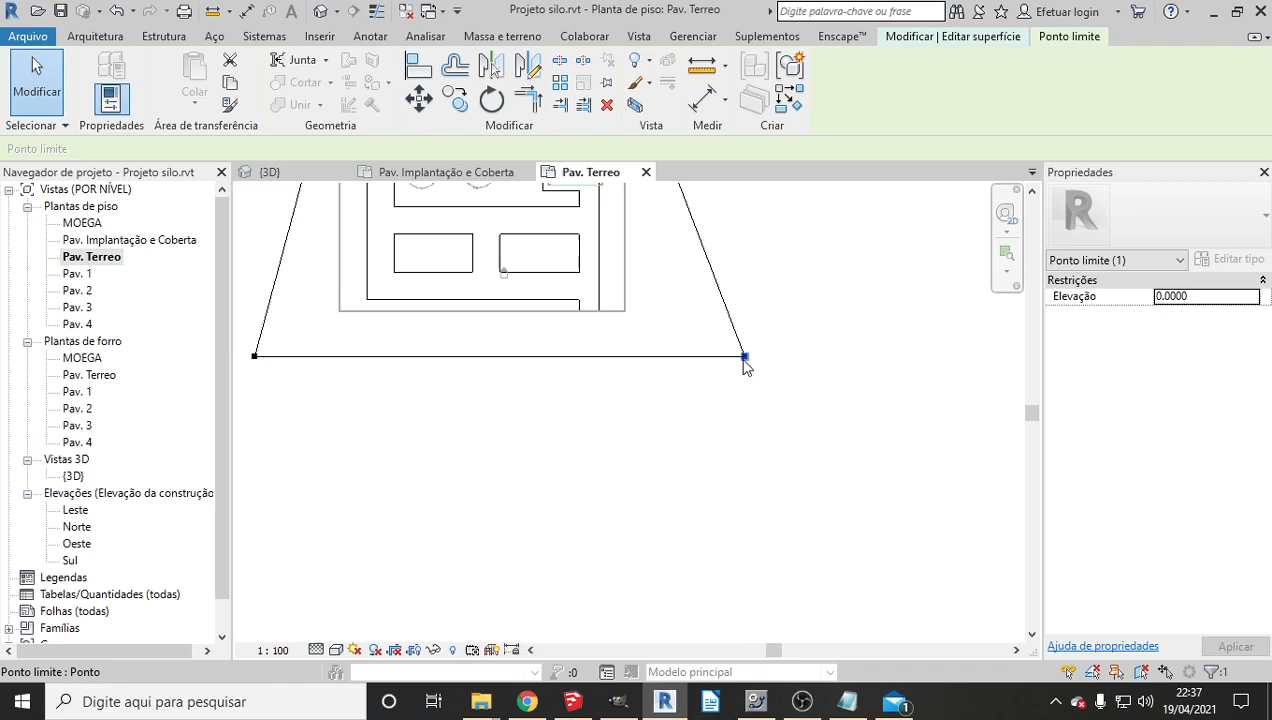 Projeto silo.rvt - Planta de piso: Pav. Terreo
Digite palavra-chave ou frase
Efetuar login
Arquivo
Arquitetura
Estrutura
Aço
Sistemas
Inserir
Anotar
Analisar
Massa e terreno
Colaborar
Vista
Gerenciar
Suplementos
Enscape™
Modificar | Editar superfície
Ponto limite
Modificar
Colar
Junta
Cortar
Unir
Selecionar
Propriedades
Área de transferência
Geometria
Modificar
Vista
Medir
Criar
Ponto limite
Navegador de projeto - Projeto silo.rvt
{3D}
Pav. Implantação e Coberta
Pav. Terreo
Propriedades
Vistas (POR NÍVEL)
Plantas de piso
MOEGA
Pav. Implantação e Coberta
Pav. Terreo
Pav. 1
Pav. 2
Pav. 3
Pav. 4
Plantas de forro
MOEGA
Pav. Terreo
Pav. 1
Pav. 2
Pav. 3
Pav. 4
Vistas 3D
{3D}
Elevações (Elevação da construção
Leste
Norte
Oeste
Sul
Legendas
Tabelas/Quantidades (todas)
Folhas (todas)
Famílias
2D
Ponto limite (1)
Editar tipo
Restrições
Elevação
0.0000
Ajuda de propriedades
Aplicar
1 : 100
Ponto limite : Ponto
:0
Modelo principal
:1
Digite aqui para pesquisar
1
22:37
19/04/2021